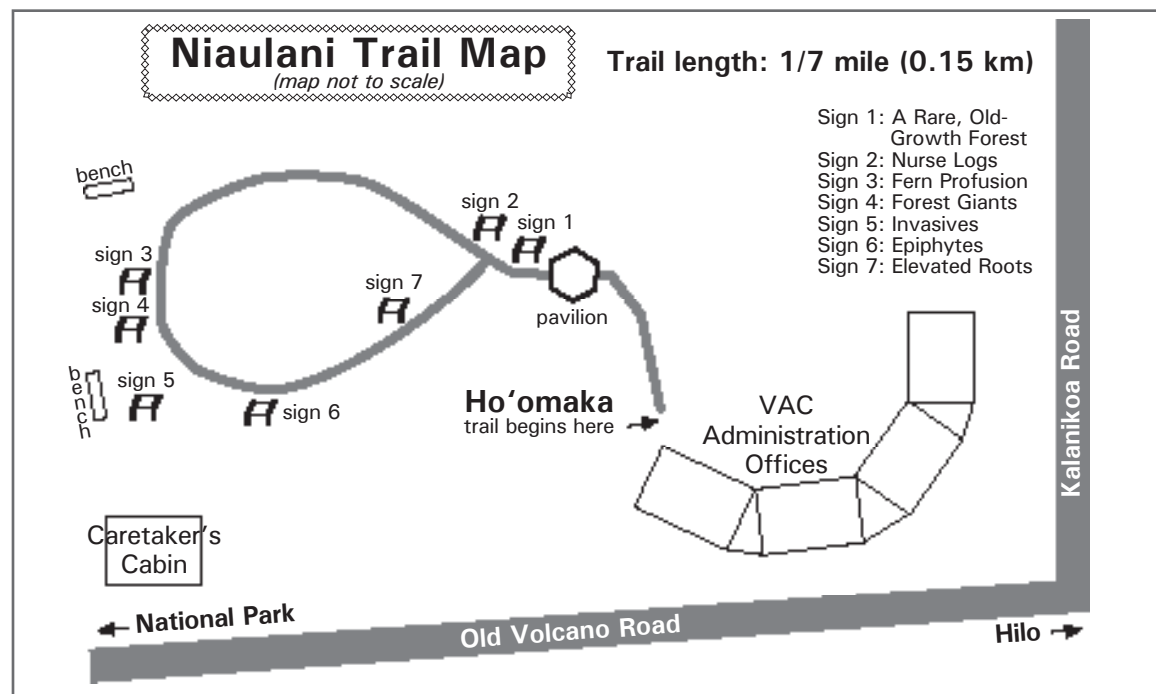 Niaulani Trail Map
(map not to scale)
Trail length: 1/7 mile (0.15 km)
Sign 1: A Rare, Old-
Growth Forest
Sign 2: Nurse Logs
Sign 3: Fern Profusion
Sign 4: Forest Giants
Sign 5: Invasives
Sign 6: Epiphytes
Sign 7: Elevated Roots
bench
sign 2
sign 1
sign 3
sign 7
sign 4
pavilion
bench
sign 5
sign 6
Hoʻomaka
trail begins here
VAC
Administration
Offices
Kalanikoa Road
Caretaker's
Cabin
National Park
Old Volcano Road
Hilo